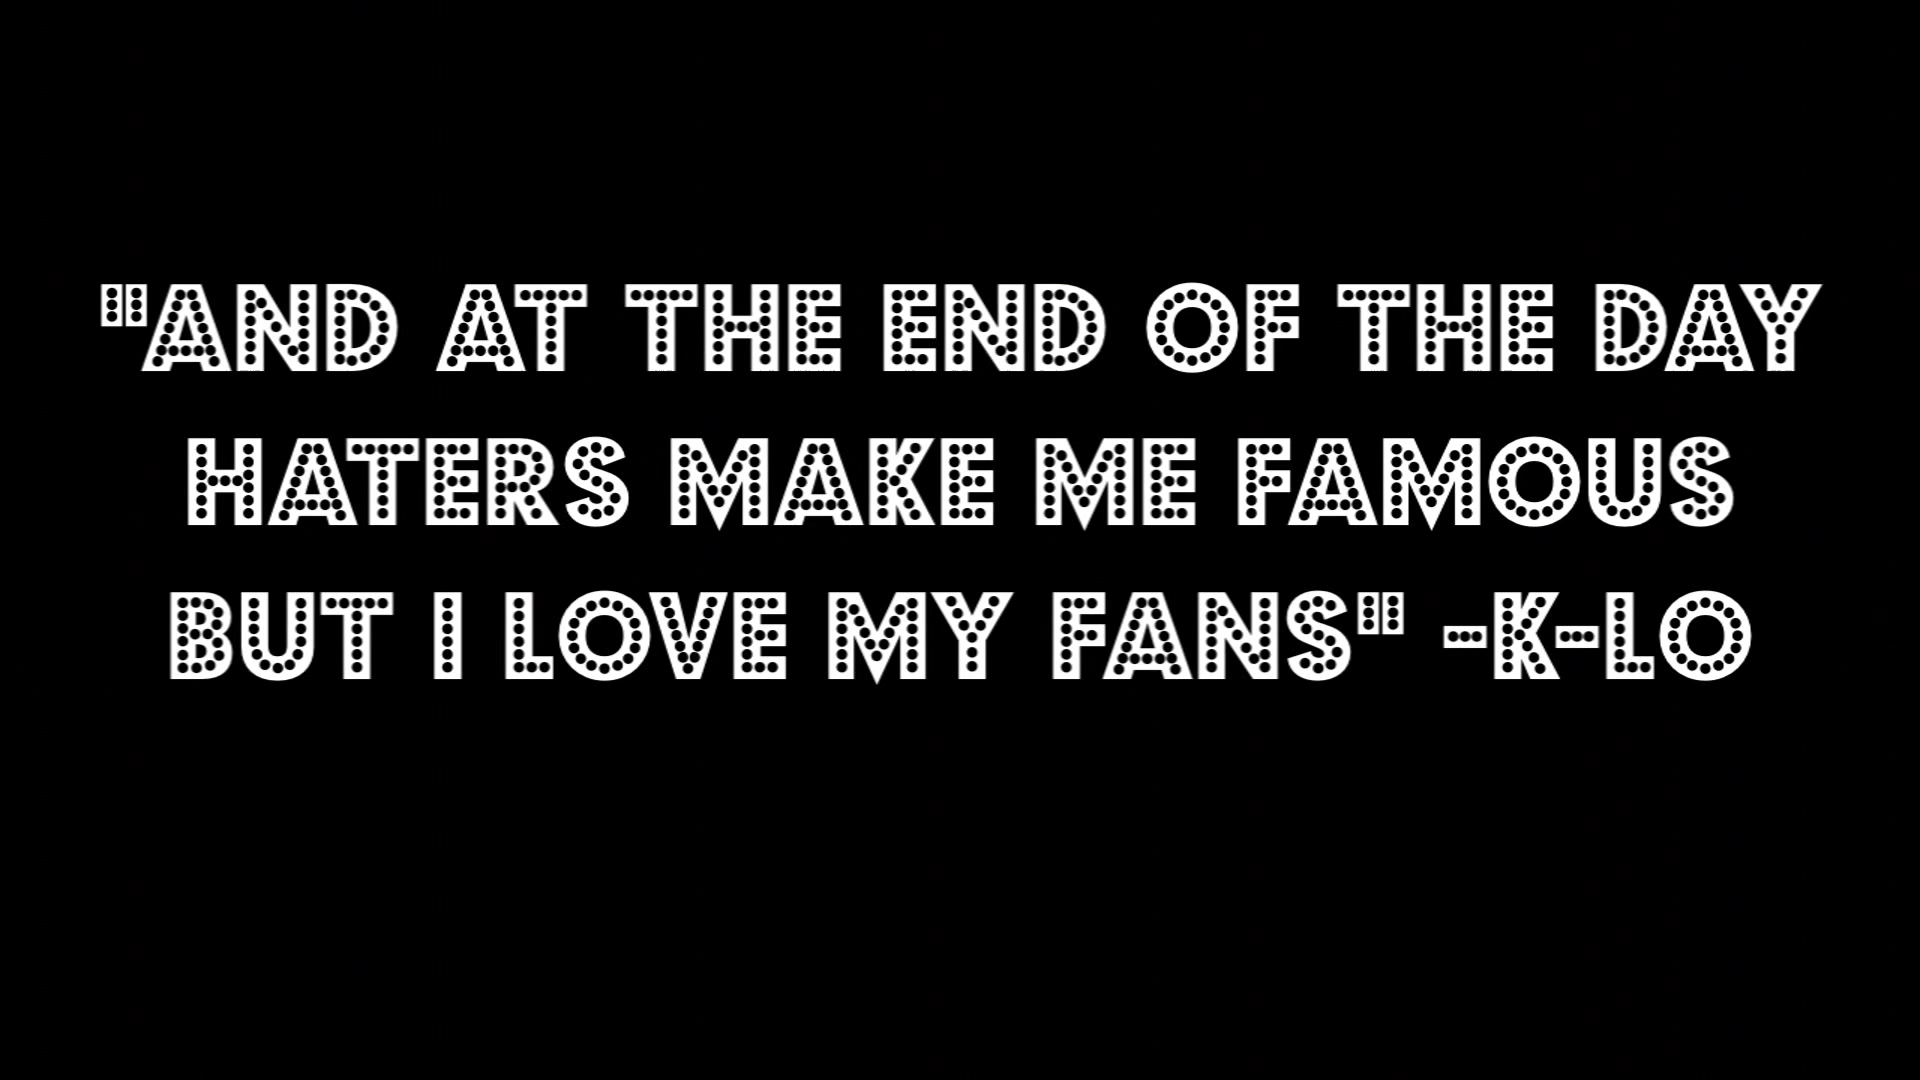 "AND AT THE END OF THE DAY
HATERS MAKE ME FAMOUS
BUT I LOVE MY FANS" -K-LO